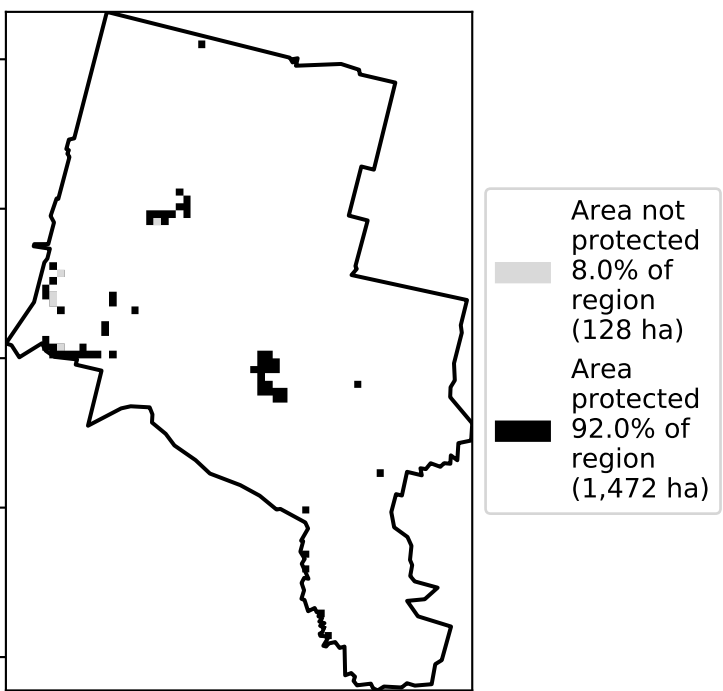 Area not
protected
8.0% of
region
(128 ha)
Area
protected
92.0% of
region
(1,472 ha)